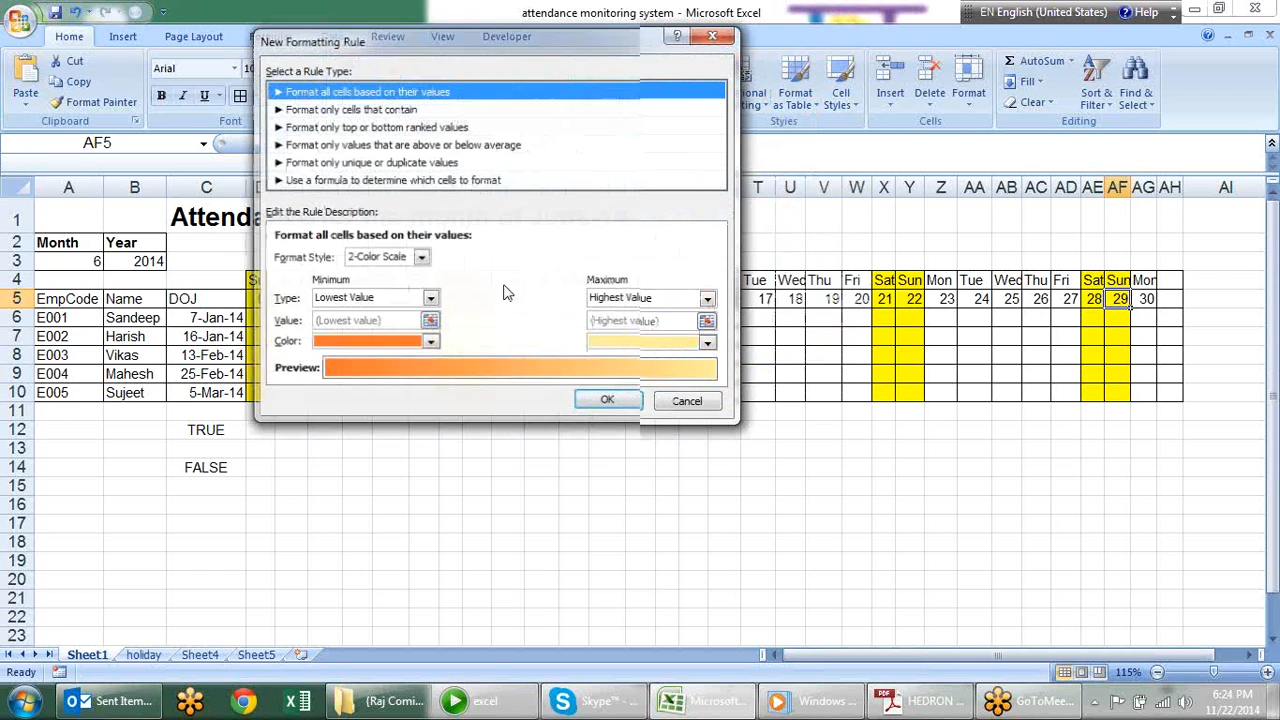 attendance monitoring system - Microsoft Excel
EN English (United States)
Help
Home Insert Page Layout Review View Developer
Paste
Cut
Copy
Format Painter
Clipboard
Arial
B I U
Font
Format as Table
Cell Styles
Styles
Insert Delete Format
Cells
AutoSum
Fill
Clear
Sort & Filter
Find & Select
Editing
AF5
New Formatting Rule
Select a Rule Type:
► Format all cells based on their values
► Format only cells that contain
► Format only top or bottom ranked values
► Format only values that are above or below average
► Format only unique or duplicate values
► Use a formula to determine which cells to format
Edit the Rule Description:
Format all cells based on their values:
Format Style: 2-Color Scale
Minimum Maximum
Type: Lowest Value Highest Value
Value: (Lowest value) (Highest value)
Color:
Preview:
OK Cancel
A B C T U V W X Y Z AA AB AC AD AE AF AG AH AI
1 Attend
2 Month Year
3 6 2014
4 Tue Wed Thu Fri Sat Sun Mon Tue Wed Thu Fri Sat Sun Mon
5 EmpCode Name DOJ 17 18 19 20 21 22 23 24 25 26 27 28 29 30
6 E001 Sandeep 7-Jan-14
7 E002 Harish 16-Jan-14
8 E003 Vikas 13-Feb-14
9 E004 Mahesh 25-Feb-14
10 E005 Sujeet 5-Mar-14
11
12 TRUE
13
14 FALSE
15
16
17
18
19
20
21
22
23
Sheet1 holiday Sheet4 Sheet5
Ready
115%
Sent Item...
(Raj Comi...
excel
Skype™ - ...
Microsoft...
Windows ...
HEDRON ...
GoToMee...
6:24 PM
11/22/2014